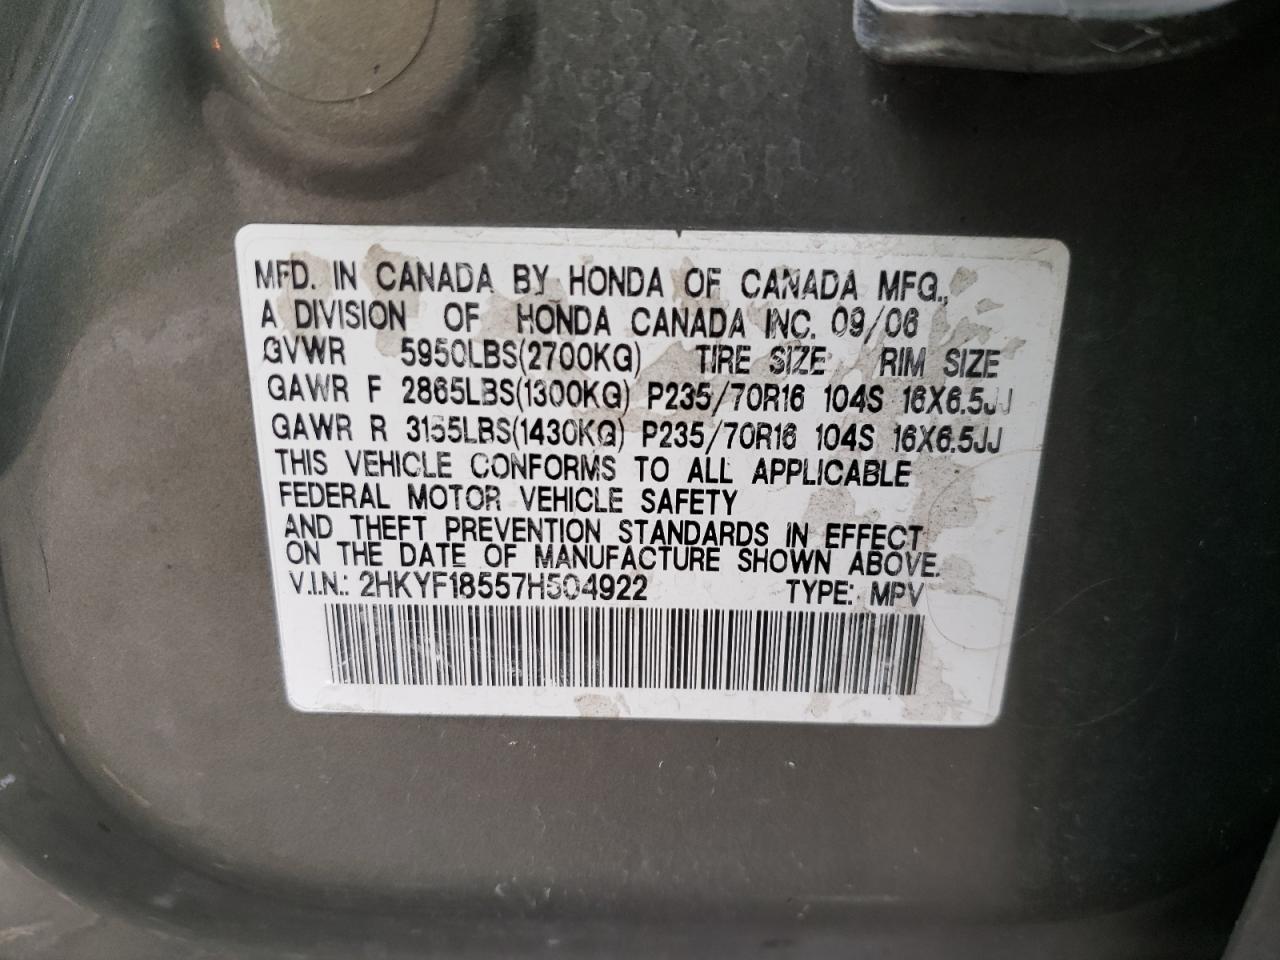 MFD. IN CANADA BY HONDA OF CANADA MFG.,
A DIVISION OF HONDA CANADA INC. 09/06
GVWR 5950LBS(2700KG) TIRE SIZE RIM SIZE
GAWR F 2865LBS(1300KG) P235/70R16 104S 16X6.5JJ
GAWR R 3155LBS(1430KG) P235/70R16 104S 16X6.5JJ
THIS VEHICLE CONFORMS TO ALL APPLICABLE
FEDERAL MOTOR VEHICLE SAFETY
AND THEFT PREVENTION STANDARDS IN EFFECT
ON THE DATE OF MANUFACTURE SHOWN ABOVE.
V.I.N.: 2HKYF18557H504922 TYPE: MPV